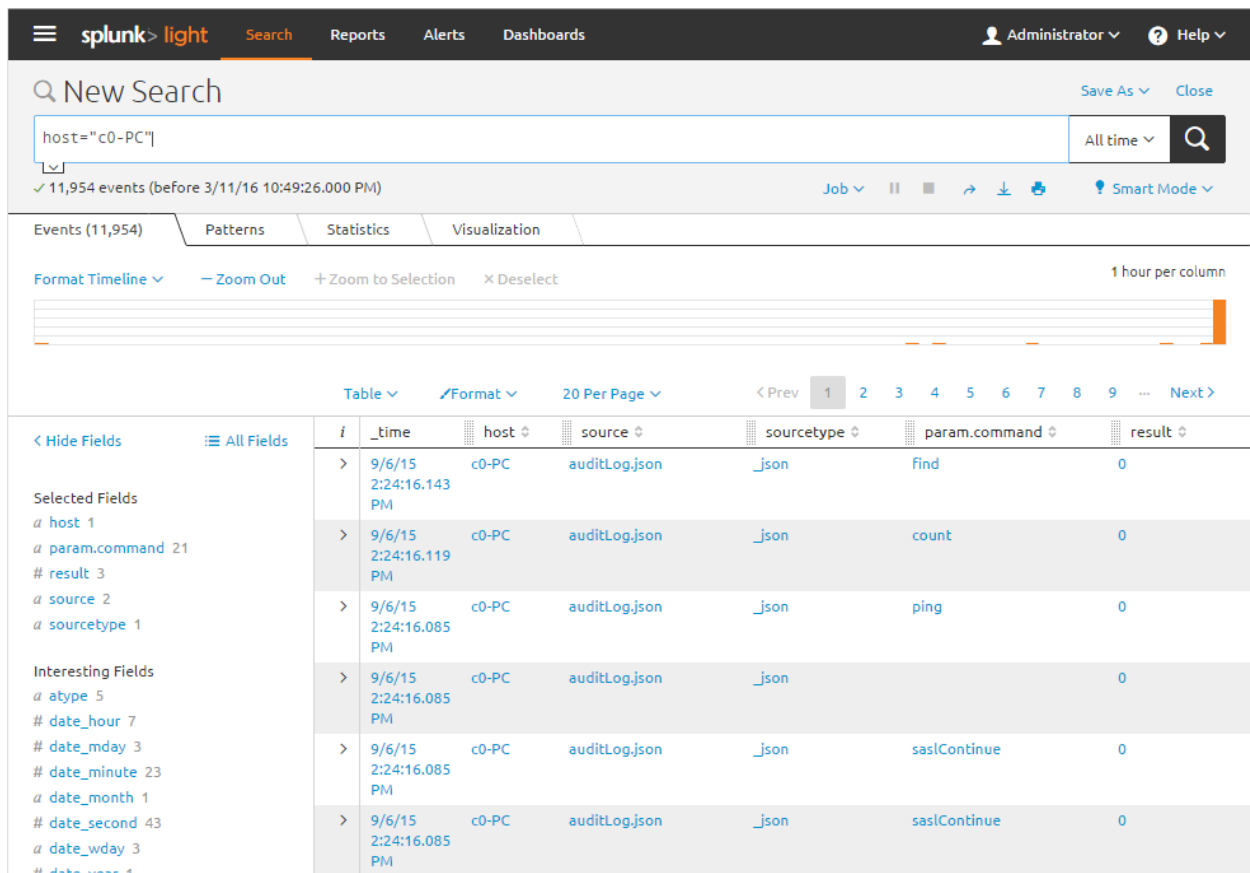 splunk> light Search Reports Alerts Dashboards Administrator Help
New Search Save As Close
host="c0-PC" All time
11,954 events (before 3/11/16 10:49:26.000 PM) Job Smart Mode
Events (11,954) Patterns Statistics Visualization
Format Timeline — Zoom Out + Zoom to Selection × Deselect 1 hour per column
Table Format 20 Per Page < Prev 1 2 3 4 5 6 7 8 9 ... Next >
< Hide Fields All Fields
Selected Fields
a host 1
a param.command 21
# result 3
a source 2
a sourcetype 1
Interesting Fields
a atype 5
# date_hour 7
# date_mday 3
# date_minute 23
a date_month 1
# date_second 43
a date_wday 3
# date_year 1
i _time host source sourcetype param.command result
> 9/6/15 c0-PC auditLog.json _json find 0
2:24:16.143
PM
> 9/6/15 c0-PC auditLog.json _json count 0
2:24:16.119
PM
> 9/6/15 c0-PC auditLog.json _json ping 0
2:24:16.085
PM
> 9/6/15 c0-PC auditLog.json _json 0
2:24:16.085
PM
> 9/6/15 c0-PC auditLog.json _json saslContinue 0
2:24:16.085
PM
> 9/6/15 c0-PC auditLog.json _json saslContinue 0
2:24:16.085
PM